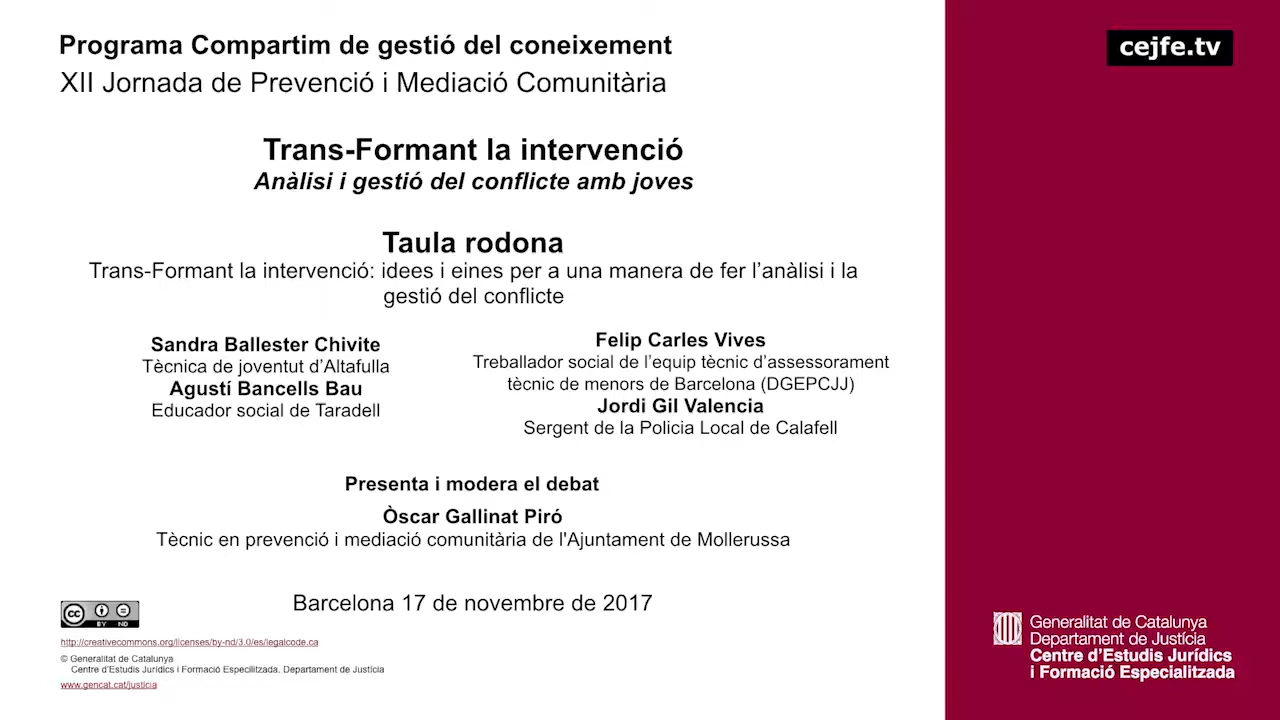 Programa Compartim de gestió del coneixement
cejfe.tv
XII Jornada de Prevenció i Mediació Comunitària
Trans-Formant la intervenció
Anàlisi i gestió del conflicte amb joves
Taula rodona
Trans-Formant la intervenció: idees i eines per a una manera de fer l'anàlisi i la
gestió del conflicte
Sandra Ballester Chivite
Tècnica de joventut d'Altafulla
Agustí Bancells Bau
Educador social de Taradell
Felip Carles Vives
Treballador social de l'equip tècnic d'assessorament
tècnic de menors de Barcelona (DGEPCJJ)
Jordi Gil Valencia
Sergent de la Policia Local de Calafell
Presenta i modera el debat
Òscar Gallinat Piró
Tècnic en prevenció i mediació comunitària de l'Ajuntament de Mollerussa
Barcelona 17 de novembre de 2017
cc BY ND
http://creativecommons.org/licenses/by-nd/3.0/es/legalcode.ca
© Generalitat de Catalunya
Centre d'Estudis Jurídics i Formació Especilitzada. Departament de Justícia
www.gencat.cat/justicia
Generalitat de Catalunya
Departament de Justícia
Centre d'Estudis Jurídics
i Formació Especialitzada